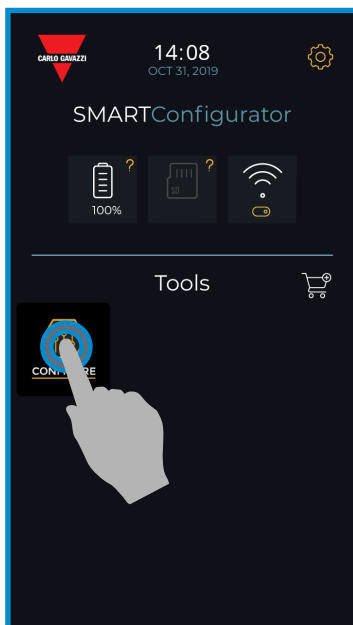 CARLO GAVAZZI
14:08
OCT 31, 2019
SMARTConfigurator
?
?
100%
SD
Tools